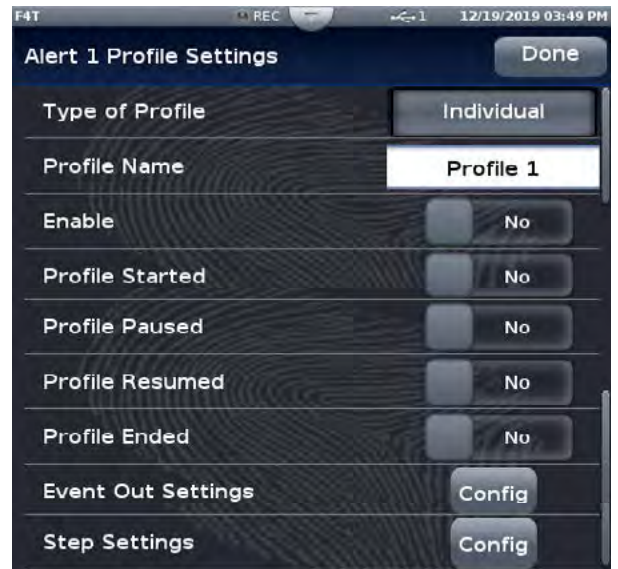 F4T REC 1 12/19/2019 03:49 PM
Alert 1 Profile Settings Done
Type of Profile Individual
Profile Name Profile 1
Enable No
Profile Started No
Profile Paused No
Profile Resumed No
Profile Ended No
Event Out Settings Config
Step Settings Config